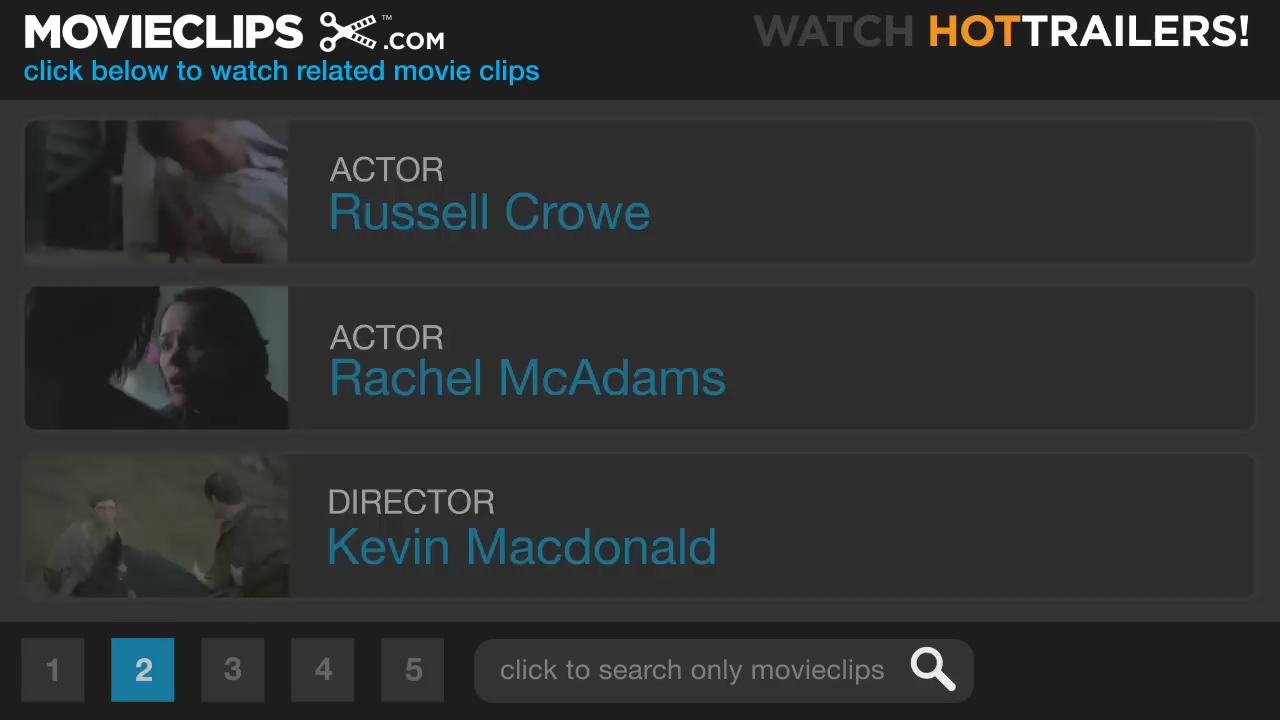 MOVIECLIPS ™ .COM
WATCH HOTTRAILERS!
click below to watch related movie clips
ACTOR
Russell Crowe
ACTOR
Rachel McAdams
DIRECTOR
Kevin Macdonald
1 2 3 4 5
click to search only movieclips